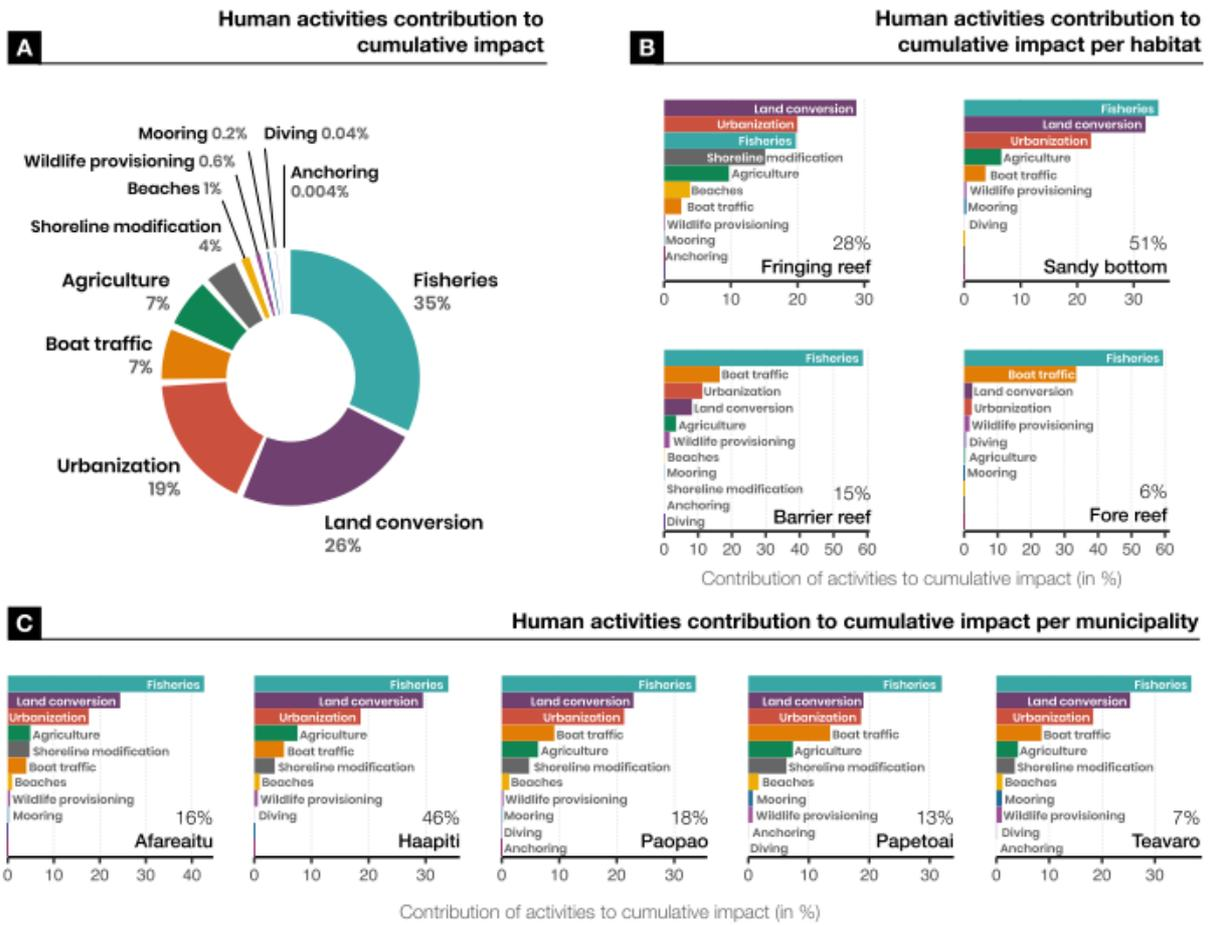 A
Human activities contribution to
cumulative impact
Mooring 0.2%
Diving 0.04%
Wildlife provisioning 0.6%
Anchoring
0.004%
Beaches 1%
Shoreline modification
4%
Agriculture
7%
Fisheries
35%
Boat traffic
7%
Urbanization
19%
Land conversion
26%
B
Human activities contribution to
cumulative impact per habitat
Land conversion
Urbanization
Fisheries
Shoreline modification
Agriculture
Beaches
Boat traffic
Wildlife provisioning
Mooring
Anchoring
28%
Fringing reef
0 10 20 30
Fisheries
Land conversion
Urbanization
Agriculture
Boat traffic
Wildlife provisioning
Mooring
Diving
51%
Sandy bottom
0 10 20 30
Fisheries
Boat traffic
Urbanization
Land conversion
Agriculture
Wildlife provisioning
Beaches
Mooring
Shoreline modification
Anchoring
Diving
15%
Barrier reef
0 10 20 30 40 50 60
Fisheries
Boat traffic
Land conversion
Urbanization
Wildlife provisioning
Diving
Agriculture
Mooring
6%
Fore reef
0 10 20 30 40 50 60
Contribution of activities to cumulative impact (in %)
C
Human activities contribution to cumulative impact per municipality
Fisheries
Land conversion
Urbanization
Agriculture
Shoreline modification
Boat traffic
Beaches
Wildlife provisioning
Mooring
16%
Afareaitu
0 10 20 30 40
Fisheries
Land conversion
Urbanization
Agriculture
Boat traffic
Shoreline modification
Beaches
Wildlife provisioning
Diving
46%
Haapiti
0 10 20 30
Fisheries
Land conversion
Urbanization
Boat traffic
Agriculture
Shoreline modification
Beaches
Wildlife provisioning
Mooring
Diving
Anchoring
18%
Paopao
0 10 20 30
Fisheries
Land conversion
Urbanization
Boat traffic
Agriculture
Shoreline modification
Beaches
Mooring
Wildlife provisioning
Anchoring
Diving
13%
Papetoai
0 10 20 30
Fisheries
Land conversion
Urbanization
Boat traffic
Agriculture
Shoreline modification
Beaches
Mooring
Wildlife provisioning
Diving
Anchoring
7%
Teavaro
0 10 20 30
Contribution of activities to cumulative impact (in %)